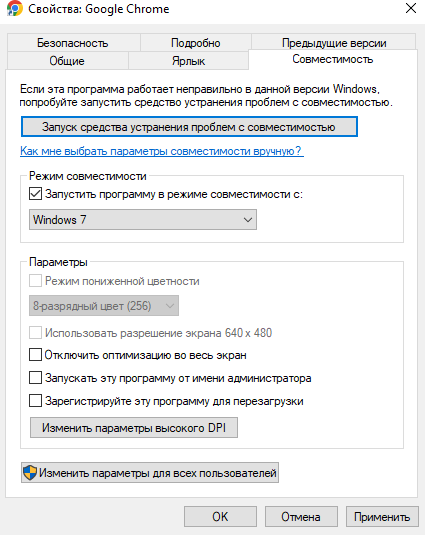 Свойства: Google Chrome
Безопасность Подробно Предыдущие версии
Общие Ярлык Совместимость
Если эта программа работает неправильно в данной версии Windows,
попробуйте запустить средство устранения проблем с совместимостью.
Запуск средства устранения проблем с совместимостью
Как мне выбрать параметры совместимости вручную?
Режим совместимости
Запустить программу в режиме совместимости с:
Windows 7
Параметры
Режим пониженной цветности
8-разрядный цвет (256)
Использовать разрешение экрана 640 x 480
Отключить оптимизацию во весь экран
Запускать эту программу от имени администратора
Зарегистрируйте эту программу для перезагрузки
Изменить параметры высокого DPI
Изменить параметры для всех пользователей
OK Отмена Применить